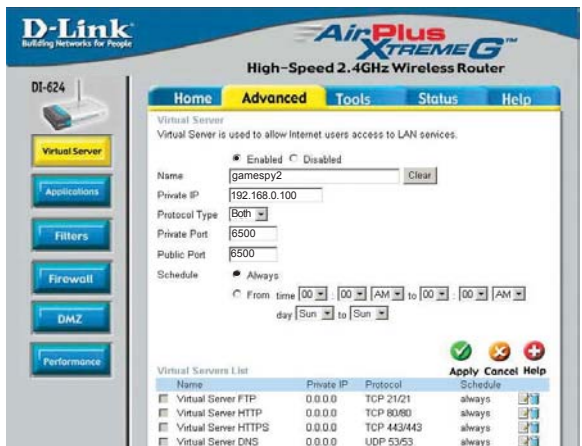 D-Link
Building Networks for People
AirPlus
XTREME G™
High-Speed 2.4GHz Wireless Router
DI-624
Home Advanced Tools Status Help
Virtual Server
Virtual Server is used to allow Internet users access to LAN services.
Virtual Server
Applications
Filters
Firewall
DMZ
Performance
Enabled Disabled
Name gamespy2 Clear
Private IP 192.168.0.100
Protocol Type Both
Private Port 6500
Public Port 6500
Schedule Always
From time 00 : 00 AM to 00 : 00 AM
day Sun to Sun
Apply Cancel Help
Virtual Servers List
Name Private IP Protocol Schedule
Virtual Server FTP 0.0.0.0 TCP 21/21 always
Virtual Server HTTP 0.0.0.0 TCP 80/80 always
Virtual Server HTTPS 0.0.0.0 TCP 443/443 always
Virtual Server DNS 0.0.0.0 UDP 53/53 always